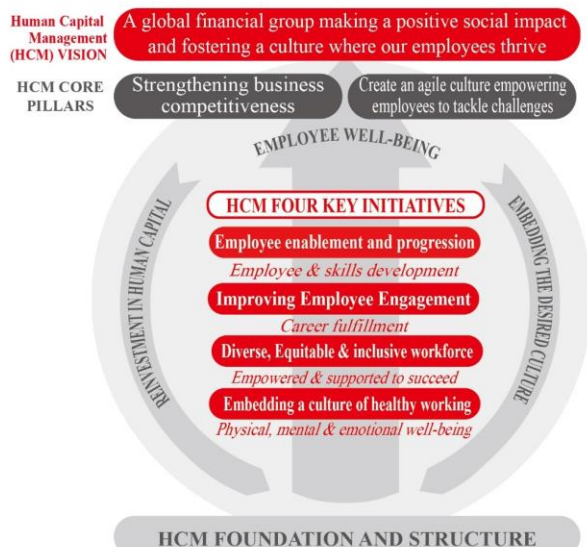 Human Capital
Management
(HCM) VISION
A global financial group making a positive social impact
and fostering a culture where our employees thrive
HCM CORE
PILLARS
Strengthening business
competitiveness
Create an agile culture empowering
employees to tackle challenges
EMPLOYEE WELL-BEING
REINVESTMENT IN HUMAN CAPITAL
EMBEDDING THE DESIRED CULTURE
HCM FOUR KEY INITIATIVES
Employee enablement and progression
Employee & skills development
Improving Employee Engagement
Career fulfillment
Diverse, Equitable & inclusive workforce
Empowered & supported to succeed
Embedding a culture of healthy working
Physical, mental & emotional well-being
HCM FOUNDATION AND STRUCTURE